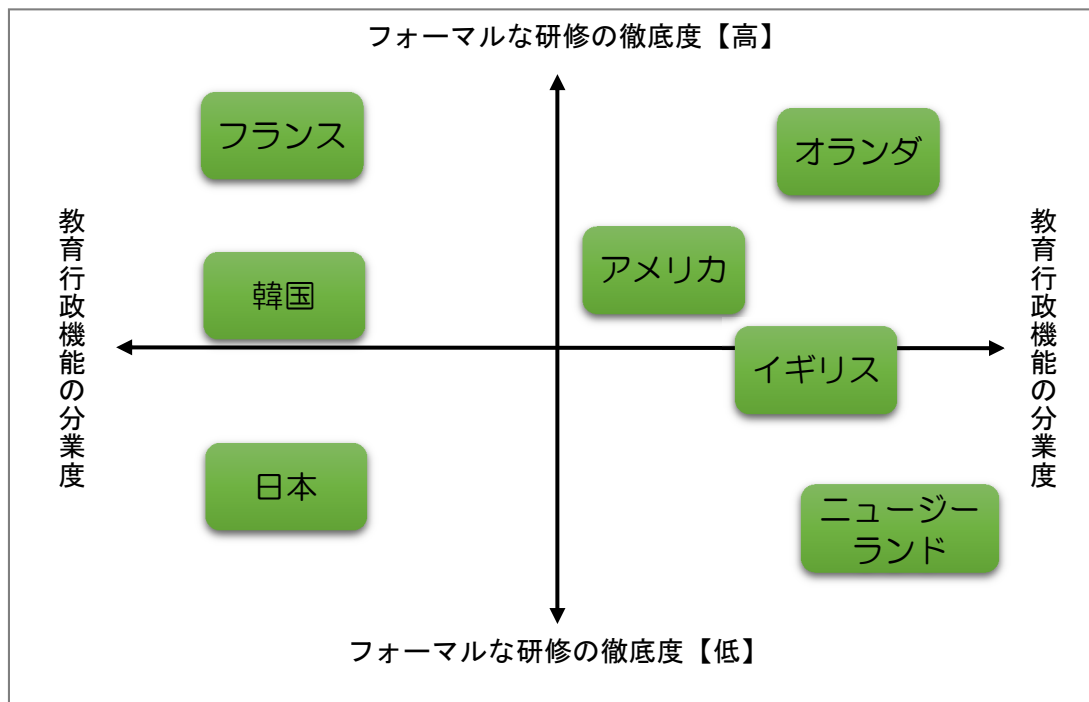 フォーマルな研修の徹底度【高】
フランス
オランダ
教育行政機能の分業度
教育行政機能の分業度
アメリカ
韓国
イギリス
日本
ニュージー
ランド
フォーマルな研修の徹底度【低】